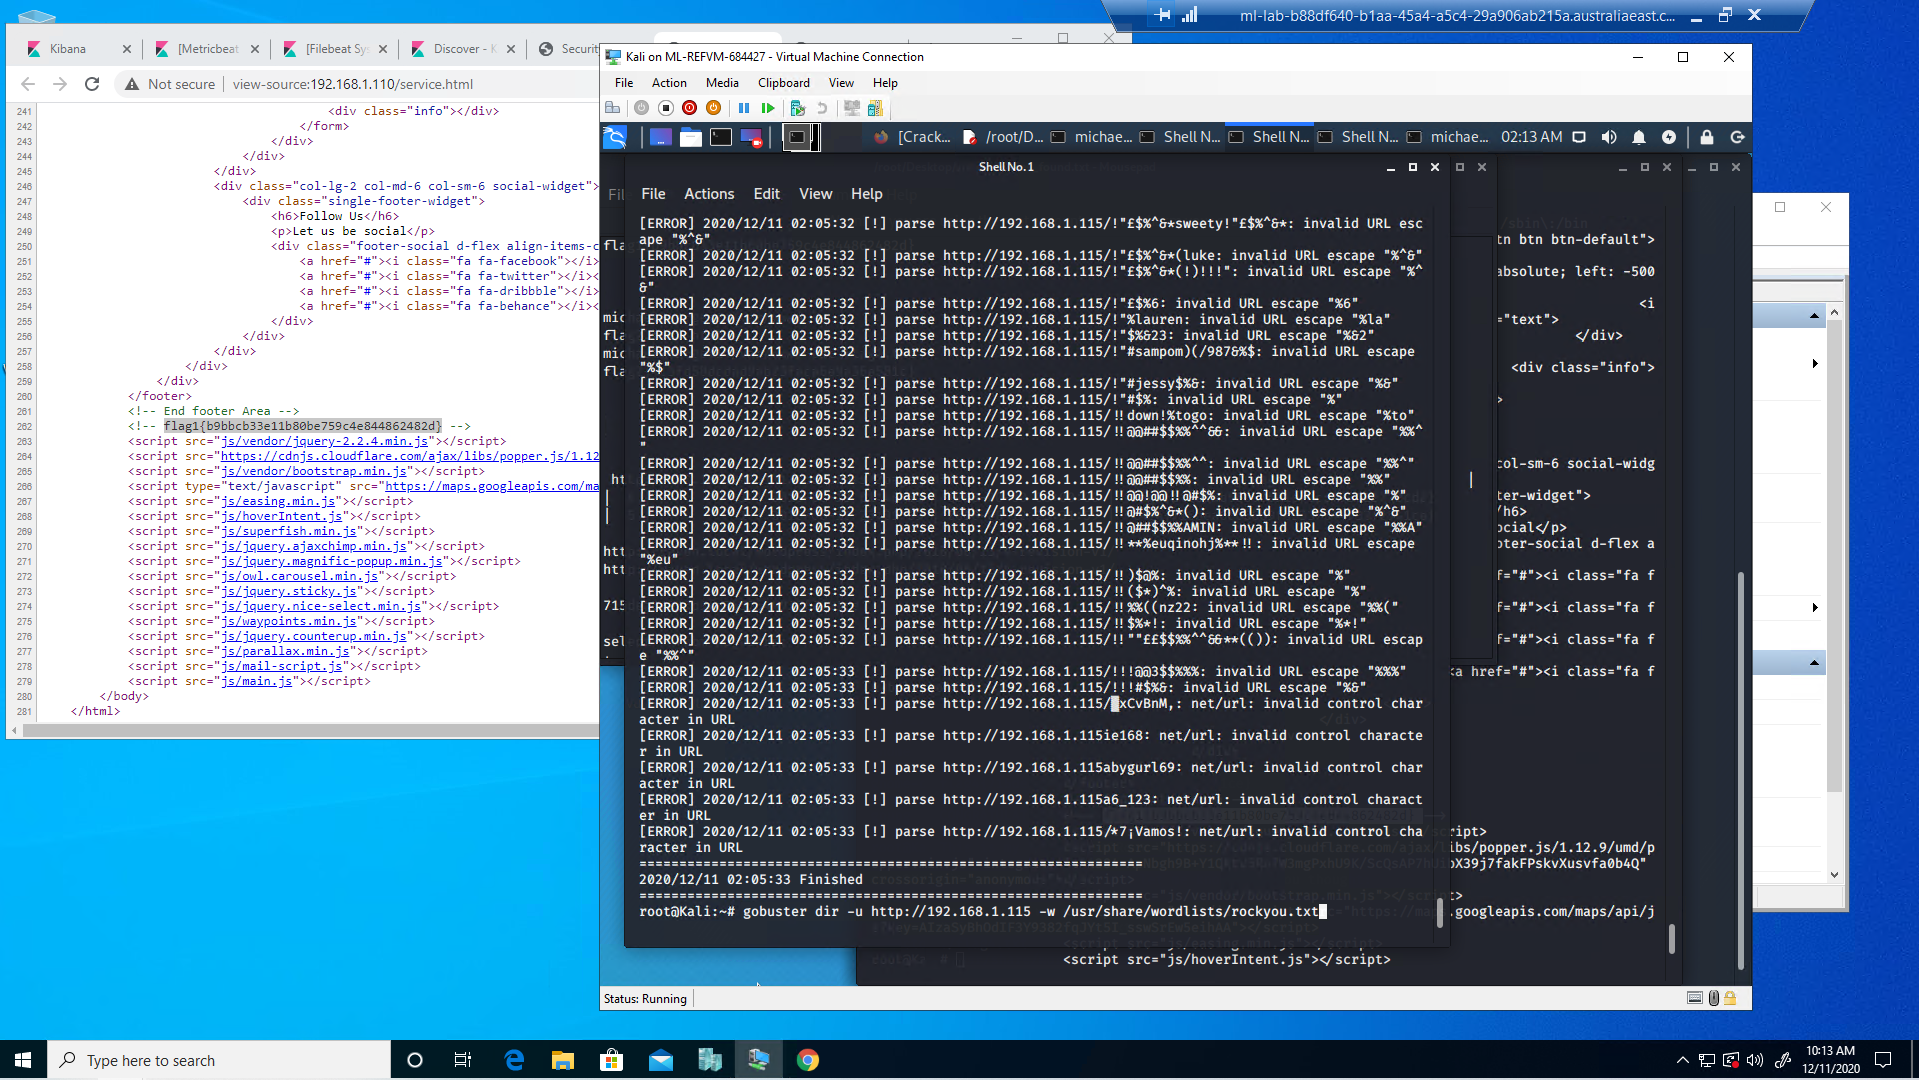 ml-lab-b88df640-b1aa-45a4-a5c4-29a906ab215a.australiaeast.c...
Kibana
[Metricbeat
[Filebeat Sy
Discover - K
Securit
Not secure
view-source:192.168.1.110/service.html
241 <div class="info"></div>
242 </form>
243 </div>
244 </div>
245 </div>
246 <div class="col-lg-2 col-md-6 col-sm-6 social-widget">
247 <div class="single-footer-widget">
248 <h6>Follow Us</h6>
249 <p>Let us be social</p>
250 <div class="footer-social d-flex align-items-c
251 <a href="#"><i class="fa fa-facebook"></i>
252 <a href="#"><i class="fa fa-twitter"></i>
253 <a href="#"><i class="fa fa-dribbble"></i>
254 <a href="#"><i class="fa fa-behance"></i>
255 </div>
256 </div>
257 </div>
258 </div>
259 </div>
260 </footer>
261 <!-- End footer Area -->
262 <!-- flag1{b9bbcb33e11b80be759c4e844862482d} -->
263 <script src="js/vendor/jquery-2.2.4.min.js"></script>
264 <script src="https://cdnjs.cloudflare.com/ajax/libs/popper.js/1.12
265 <script src="js/vendor/bootstrap.min.js"></script>
266 <script type="text/javascript" src="https://maps.googleapis.com/ma
267 <script src="js/easing.min.js"></script>
268 <script src="js/hoverIntent.js"></script>
269 <script src="js/superfish.min.js"></script>
270 <script src="js/jquery.ajaxchimp.min.js"></script>
271 <script src="js/jquery.magnific-popup.min.js"></script>
272 <script src="js/owl.carousel.min.js"></script>
273 <script src="js/jquery.sticky.js"></script>
274 <script src="js/jquery.nice-select.min.js"></script>
275 <script src="js/waypoints.min.js"></script>
276 <script src="js/jquery.counterup.min.js"></script>
277 <script src="js/parallax.min.js"></script>
278 <script src="js/mail-script.js"></script>
279 <script src="js/main.js"></script>
280 </body>
281 </html>
Kali on ML-REFVM-684427 - Virtual Machine Connection
File Action Media Clipboard View Help
[Crack... /root/D... michae... Shell N... Shell N... Shell N... michae... 02:13 AM
Shell No.1
File Actions Edit View Help
[ERROR] 2020/12/11 02:05:32 [!] parse http://192.168.1.115/!"£$%^&*sweety!"£$%^&*: invalid URL esc
ape "%^&"
[ERROR] 2020/12/11 02:05:32 [!] parse http://192.168.1.115/!"£$%^&*(luke: invalid URL escape "%^&"
[ERROR] 2020/12/11 02:05:32 [!] parse http://192.168.1.115/!"£$%^&*(!)!!!": invalid URL escape "%^
&"
[ERROR] 2020/12/11 02:05:32 [!] parse http://192.168.1.115/!"£$%6: invalid URL escape "%6"
[ERROR] 2020/12/11 02:05:32 [!] parse http://192.168.1.115/!"%lauren: invalid URL escape "%la"
[ERROR] 2020/12/11 02:05:32 [!] parse http://192.168.1.115/!"$%&23: invalid URL escape "%&2"
[ERROR] 2020/12/11 02:05:32 [!] parse http://192.168.1.115/!"#sampom)(/987&%$: invalid URL escape
"%$"
[ERROR] 2020/12/11 02:05:32 [!] parse http://192.168.1.115/!"#jessy$%&: invalid URL escape "%&"
[ERROR] 2020/12/11 02:05:32 [!] parse http://192.168.1.115/!"#$%: invalid URL escape "%"
[ERROR] 2020/12/11 02:05:32 [!] parse http://192.168.1.115/!!down!%togo: invalid URL escape "%to"
[ERROR] 2020/12/11 02:05:32 [!] parse http://192.168.1.115/!!@@##$$%%^^&&: invalid URL escape "%%^
"
[ERROR] 2020/12/11 02:05:32 [!] parse http://192.168.1.115/!!@@##$$%%^^: invalid URL escape "%%^"
[ERROR] 2020/12/11 02:05:32 [!] parse http://192.168.1.115/!!@@##$$%%: invalid URL escape "%%"
[ERROR] 2020/12/11 02:05:32 [!] parse http://192.168.1.115/!!@@!@@!!@#$%: invalid URL escape "%"
[ERROR] 2020/12/11 02:05:32 [!] parse http://192.168.1.115/!!@#$%^&*(): invalid URL escape "%^&"
[ERROR] 2020/12/11 02:05:32 [!] parse http://192.168.1.115/!!@##$$%%AMIN: invalid URL escape "%%A"
[ERROR] 2020/12/11 02:05:32 [!] parse http://192.168.1.115/!!**%euqinohj%**!!: invalid URL escape
"%eu"
[ERROR] 2020/12/11 02:05:32 [!] parse http://192.168.1.115/!!)$@%: invalid URL escape "%"
[ERROR] 2020/12/11 02:05:32 [!] parse http://192.168.1.115/!!($*)^%: invalid URL escape "%"
[ERROR] 2020/12/11 02:05:32 [!] parse http://192.168.1.115/!!%%((nz22: invalid URL escape "%%("
[ERROR] 2020/12/11 02:05:32 [!] parse http://192.168.1.115/!!$%*!: invalid URL escape "%*!"
[ERROR] 2020/12/11 02:05:32 [!] parse http://192.168.1.115/!!""££$$%%^^&&**(()): invalid URL escap
e "%%^"
[ERROR] 2020/12/11 02:05:33 [!] parse http://192.168.1.115/!!!@@3$$%%%: invalid URL escape "%%%"
[ERROR] 2020/12/11 02:05:33 [!] parse http://192.168.1.115/!!!#$%&: invalid URL escape "%&"
[ERROR] 2020/12/11 02:05:33 [!] parse http://192.168.1.115/xCvBnM,: net/url: invalid control char
acter in URL
[ERROR] 2020/12/11 02:05:33 [!] parse http://192.168.1.115ie168: net/url: invalid control characte
r in URL
[ERROR] 2020/12/11 02:05:33 [!] parse http://192.168.1.115abygurl69: net/url: invalid control char
acter in URL
[ERROR] 2020/12/11 02:05:33 [!] parse http://192.168.1.115a6_123: net/url: invalid control charact
er in URL
[ERROR] 2020/12/11 02:05:33 [!] parse http://192.168.1.115/*7¡Vamos!: net/url: invalid control cha
racter in URL
===============================================================
2020/12/11 02:05:33 Finished
===============================================================
root@Kali:~# gobuster dir -u http://192.168.1.115 -w /usr/share/wordlists/rockyou.txt
tn btn btn-default">
absolute; left: -500
<i
="text">
</div>
<div class="info">
col-sm-6 social-widg
ter-widget">
/h6>
ocial</p>
oter-social d-flex a
ef="#"><i class="fa f
ef="#"><i class="fa f
ef="#"><i class="fa f
<a href="#"><i class="fa f
script>
libs/popper.js/1.12.9/umd/p
bX39j7fakFPskvXusvfa0b4Q"
></script>
.googleapis.com/maps/api/j
<script src="js/hoverIntent.js"></script>
Status: Running
Type here to search
10:13 AM
12/11/2020